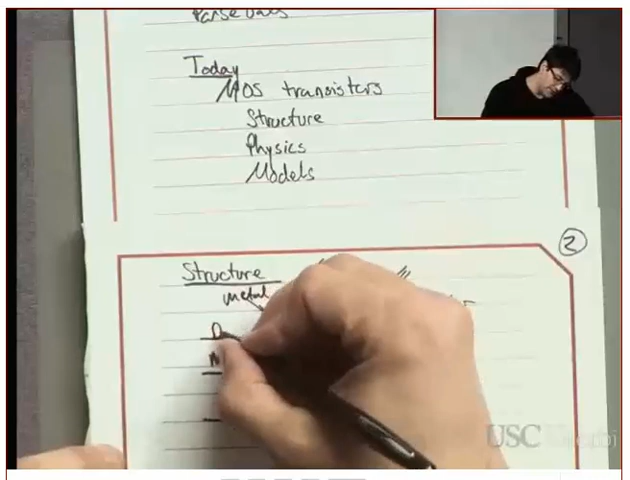 Today
MOS transistors
Structure
Physics
Models
2
Structure
metal
USC